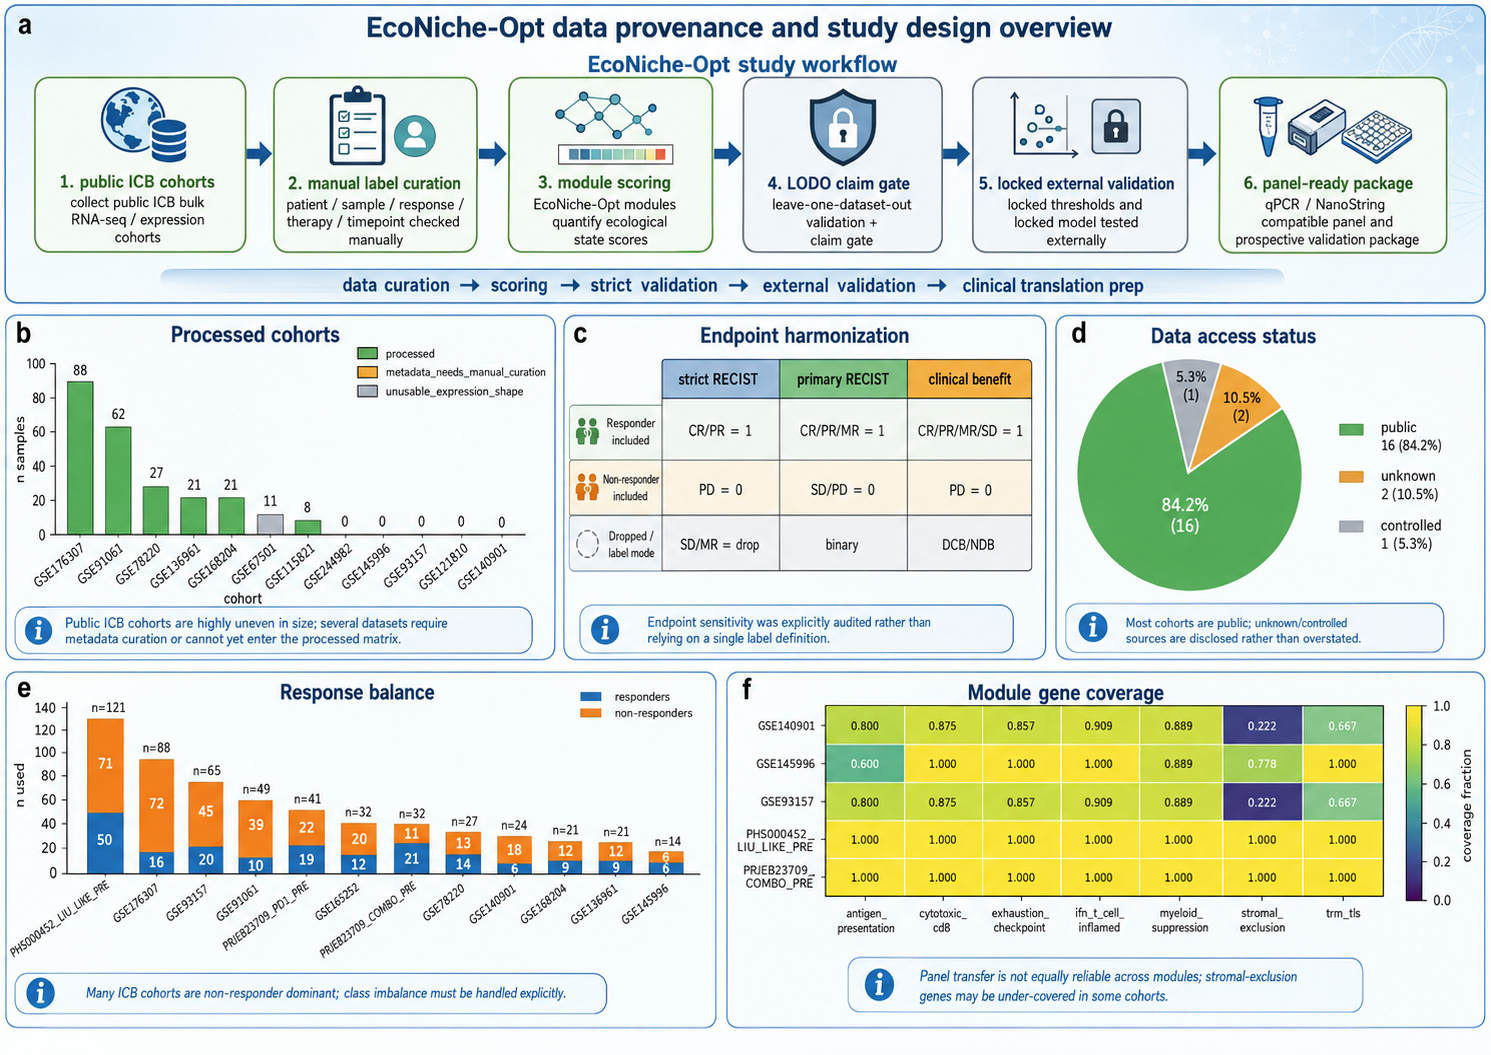 a
EcoNiche-Opt data provenance and study design overview
EcoNiche-Opt study workflow
1. public ICB cohorts
collect public ICB bulk
RNA-seq / expression
cohorts
2. manual label curation
patient / sample / response /
therapy / timepoint checked
manually
3. module scoring
EcoNiche-Opt modules
quantify ecological
state scores
4. LODO claim gate
leave-one-dataset-out
validation +
claim gate
5. locked external validation
locked thresholds and
locked model tested
externally
6. panel-ready package
qPCR / NanoString
compatible panel and
prospective validation package
data curation → scoring → strict validation → external validation → clinical translation prep
b
Processed cohorts
processed
metadata_needs_manual_curation
unusable_expression_shape
n samples
100
80
60
40
20
0
88
62
27
21
21
11
8
0
0
0
0
0
GSE176307
GSE91061
GSE78220
GSE136961
GSE168204
GSE67501
GSE115821
GSE244982
GSE145996
GSE93157
GSE121810
GSE140901
cohort
i
Public ICB cohorts are highly uneven in size; several datasets require
metadata curation or cannot yet enter the processed matrix.
c
Endpoint harmonization
strict RECIST
primary RECIST
clinical benefit
Responder
included
CR/PR = 1
CR/PR/MR = 1
CR/PR/MR/SD = 1
Non-responder
included
PD = 0
SD/PD = 0
PD = 0
Dropped /
label mode
SD/MR = drop
binary
DCB/NDB
i
Endpoint sensitivity was explicitly audited rather than
relying on a single label definition.
d
Data access status
5.3%
(1)
10.5%
(2)
84.2%
(16)
public
16 (84.2%)
unknown
2 (10.5%)
controlled
1 (5.3%)
i
Most cohorts are public; unknown/controlled
sources are disclosed rather than overstated.
e
Response balance
responders
non-responders
n used
140
120
100
80
60
40
20
0
n=121
71
50
n=88
72
16
n=65
45
20
n=49
39
10
n=41
22
19
n=32
20
12
n=32
11
21
n=27
13
14
n=24
18
6
n=21
12
9
n=21
12
9
n=14
6
6
PHS000452_LIU_LIKE_PRE
GSE176307
GSE93157
GSE91061
PRJEB23709_PD1_PRE
GSE165252
PRJEB23709_COMBO_PRE
GSE78220
GSE140901
GSE168204
GSE136961
GSE145996
i
Many ICB cohorts are non-responder dominant; class imbalance must be handled explicitly.
f
Module gene coverage
GSE140901
0.800 0.875 0.857 0.909 0.889 0.222 0.667
GSE145996
0.600 1.000 1.000 1.000 0.889 0.778 1.000
GSE93157
0.800 0.875 0.857 0.909 0.889 0.222 0.667
PHS000452_
LIU_LIKE_PRE
1.000 1.000 1.000 1.000 1.000 1.000 1.000
PRJEB23709_
COMBO_PRE
1.000 1.000 1.000 1.000 1.000 1.000 1.000
antigen_
presentation
cytotoxic_
cd8
exhaustion_
checkpoint
ifn_t_cell_
inflamed
myeloid_
suppression
stromal_
exclusion
trm_tls
1.0
0.8
0.6
0.4
0.2
0.0
coverage fraction
i
Panel transfer is not equally reliable across modules; stromal-exclusion
genes may be under-covered in some cohorts.